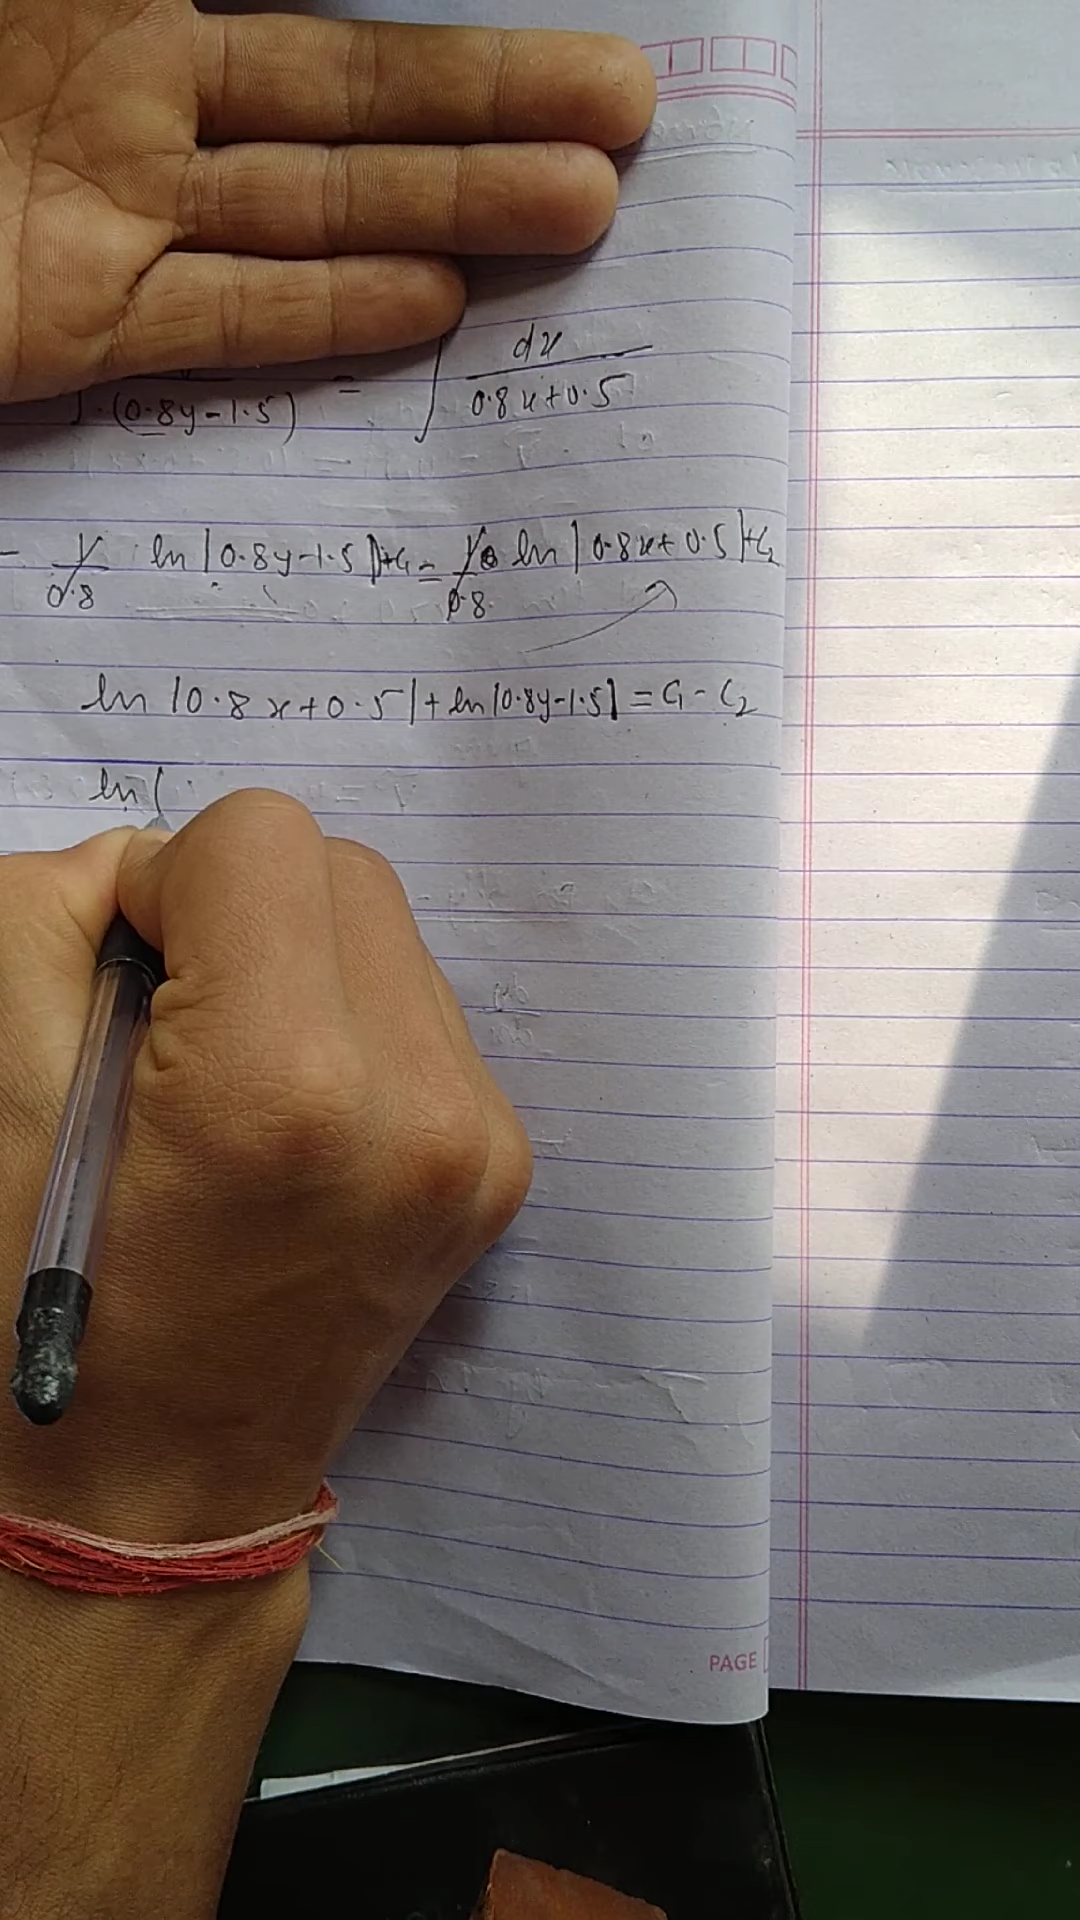 ∫ -(0.8y-1.5) = ∫ dx/(0.8x+0.5)
- 1/0.8 ln|0.8y-1.5|+C₁ = 1/0.8 ln|0.8x+0.5|+C₂
ln|0.8x+0.5|+ln|0.8y-1.5| = C₁-C₂
ln(
PAGE